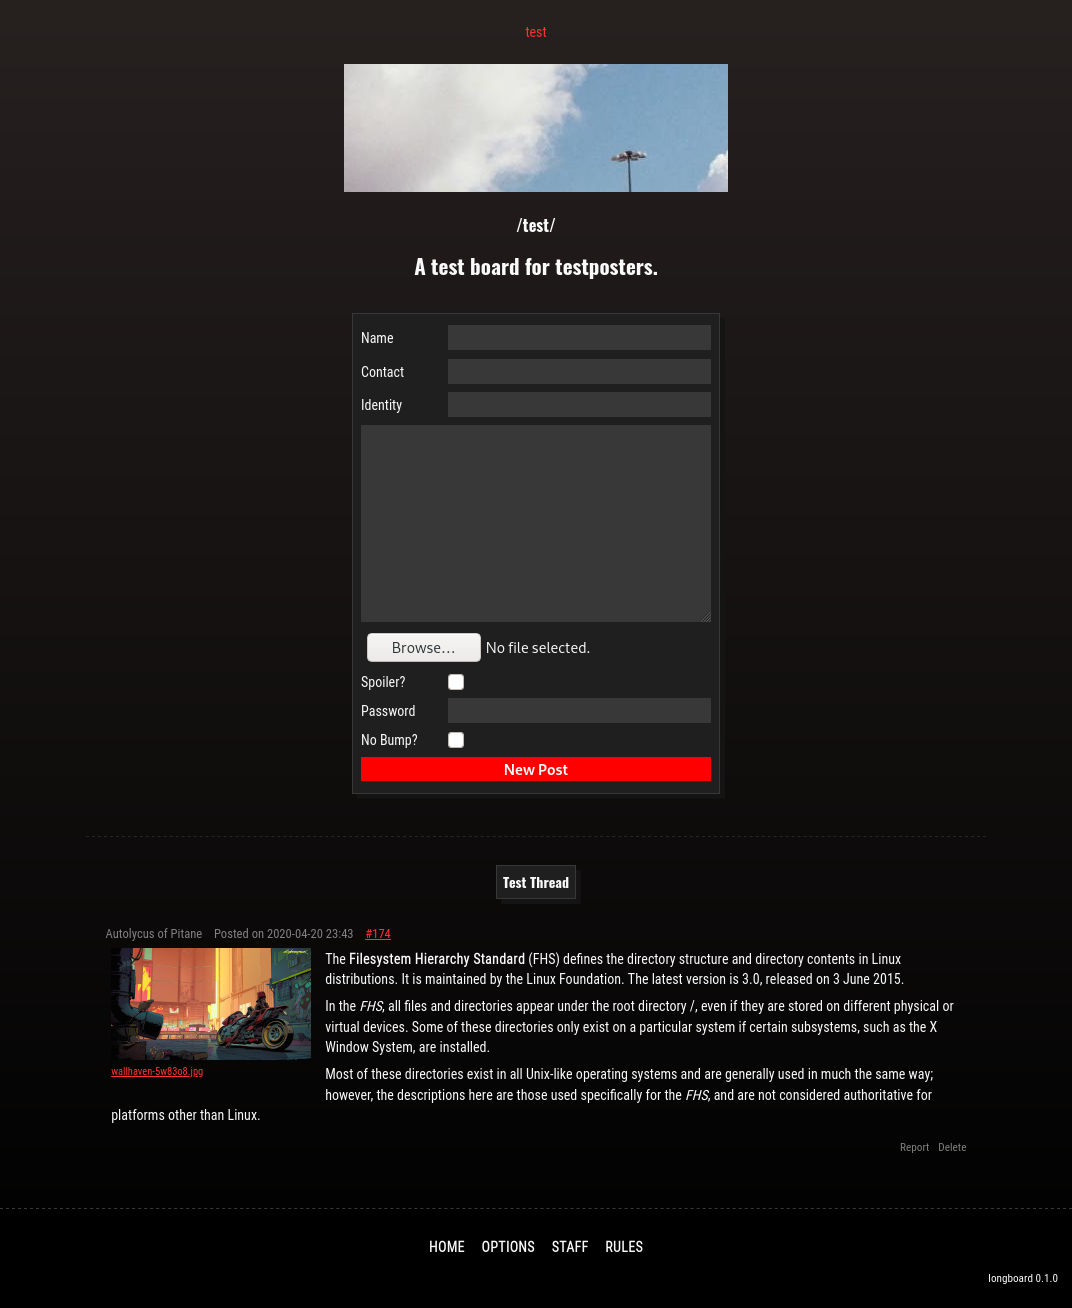 test
/test/
A test board for testposters.
Name
Contact
Identity
Browse...
No file selected.
Spoiler?
Password
No Bump?
New Post
Test Thread
Autolycus of Pitane Posted on 2020-04-20 23:43 #174
The Filesystem Hierarchy Standard (FHS) defines the directory structure and directory contents in Linux
distributions. It is maintained by the Linux Foundation. The latest version is 3.0, released on 3 June 2015.
In the FHS, all files and directories appear under the root directory /, even if they are stored on different physical or
virtual devices. Some of these directories only exist on a particular system if certain subsystems, such as the X
Window System, are installed.
wallhaven-5w83o8.jpg
Most of these directories exist in all Unix-like operating systems and are generally used in much the same way;
however, the descriptions here are those used specifically for the FHS, and are not considered authoritative for
platforms other than Linux.
Report Delete
HOME OPTIONS STAFF RULES
longboard 0.1.0